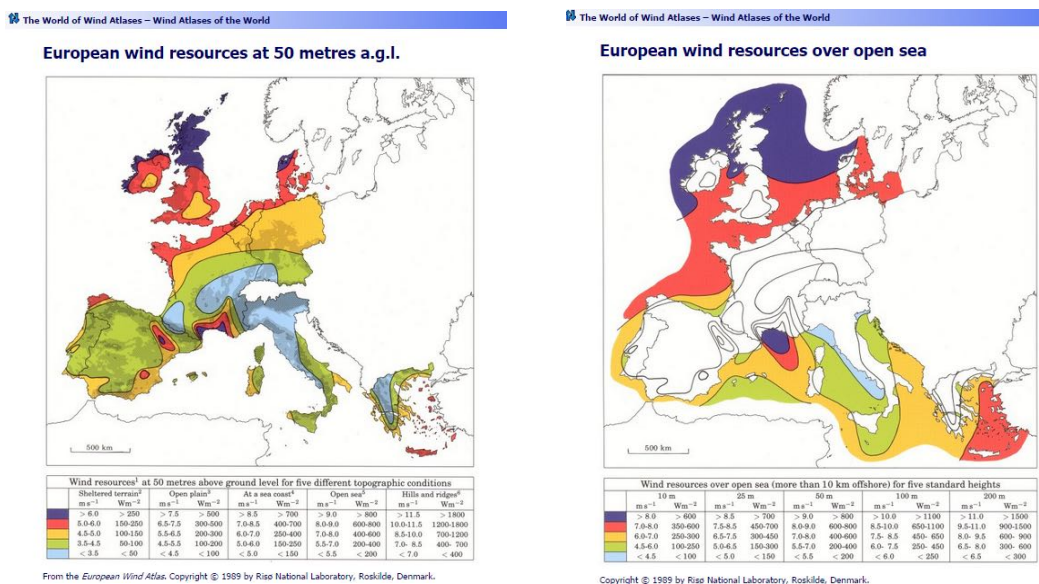 The World of Wind Atlases – Wind Atlases of the World
European wind resources at 50 metres a.g.l.
500 km
Wind resources¹ at 50 metres above ground level for five different topographic conditions
Sheltered terrain² Open plain³ At a sea coast⁴ Open sea⁵ Hills and ridges⁶
m s⁻¹ Wm⁻² m s⁻¹ Wm⁻² m s⁻¹ Wm⁻² m s⁻¹ Wm⁻² m s⁻¹ Wm⁻²
> 6.0 > 250 > 7.5 > 500 > 8.5 > 700 > 9.0 > 800 > 11.5 > 1800
5.0-6.0 150-250 6.5-7.5 300-500 7.0-8.5 400-700 8.0-9.0 600-800 10.0-11.5 1200-1800
4.5-5.0 100-150 5.5-6.5 200-300 6.0-7.0 250-400 7.0-8.0 400-600 8.5-10.0 700-1200
3.5-4.5 50-100 4.5-5.5 100-200 5.0-6.0 150-250 5.5-7.0 200-400 7.0- 8.5 400- 700
< 3.5 < 50 < 4.5 < 100 < 5.0 < 150 < 5.5 < 200 < 7.0 < 400
From the European Wind Atlas. Copyright © 1989 by Risø National Laboratory, Roskilde, Denmark.
The World of Wind Atlases – Wind Atlases of the World
European wind resources over open sea
500 km
Wind resources over open sea (more than 10 km offshore) for five standard heights
10 m 25 m 50 m 100 m 200 m
m s⁻¹ Wm⁻² m s⁻¹ Wm⁻² m s⁻¹ Wm⁻² m s⁻¹ Wm⁻² m s⁻¹ Wm⁻²
> 8.0 > 600 > 8.5 > 700 > 9.0 > 800 > 10.0 > 1100 > 11.0 > 1500
7.0-8.0 350-600 7.5-8.5 450-700 8.0-9.0 600-800 8.5-10.0 650-1100 9.5-11.0 900-1500
6.0-7.0 250-300 6.5-7.5 300-450 7.0-8.0 400-600 7.5- 8.5 450- 650 8.0- 9.5 600- 900
4.5-6.0 100-250 5.0-6.5 150-300 5.5-7.0 200-400 6.0- 7.5 250- 450 6.5- 8.0 300- 600
< 4.5 < 100 < 5.0 < 150 < 5.5 < 200 < 6.0 < 250 < 6.5 < 300
Copyright © 1989 by Risø National Laboratory, Roskilde, Denmark.